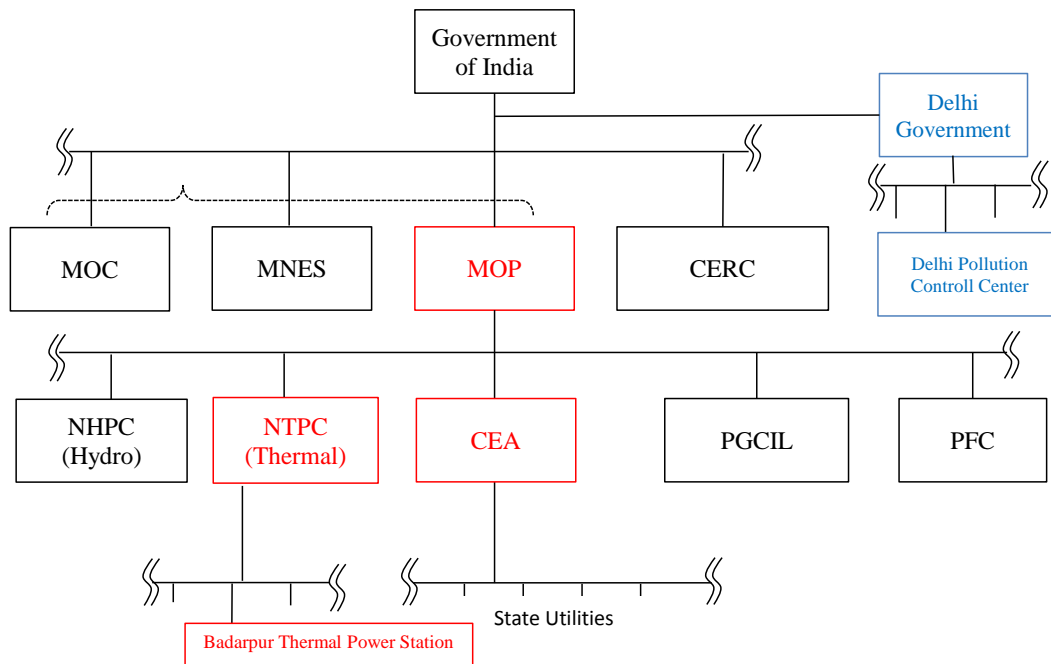 Government
of India
Delhi
Government
MOC
MNES
MOP
CERC
Delhi Pollution
Controll Center
NHPC
(Hydro)
NTPC
(Thermal)
CEA
PGCIL
PFC
State Utilities
Badarpur Thermal Power Station